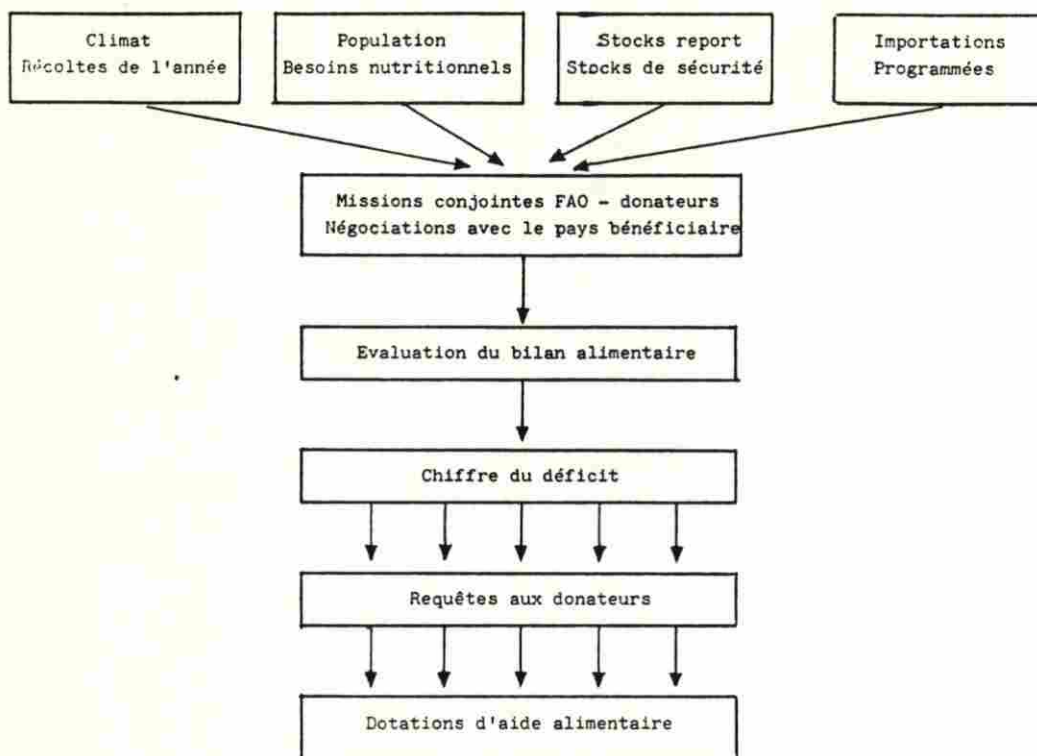 Climat
Récoltes de l'année
Population
Besoins nutritionnels
Stocks report
Stocks de sécurité
Importations
Programmées
Missions conjointes FAO - donateurs
Négociations avec le pays bénéficiaire
Evaluation du bilan alimentaire
Chiffre du déficit
Requêtes aux donateurs
Dotations d'aide alimentaire